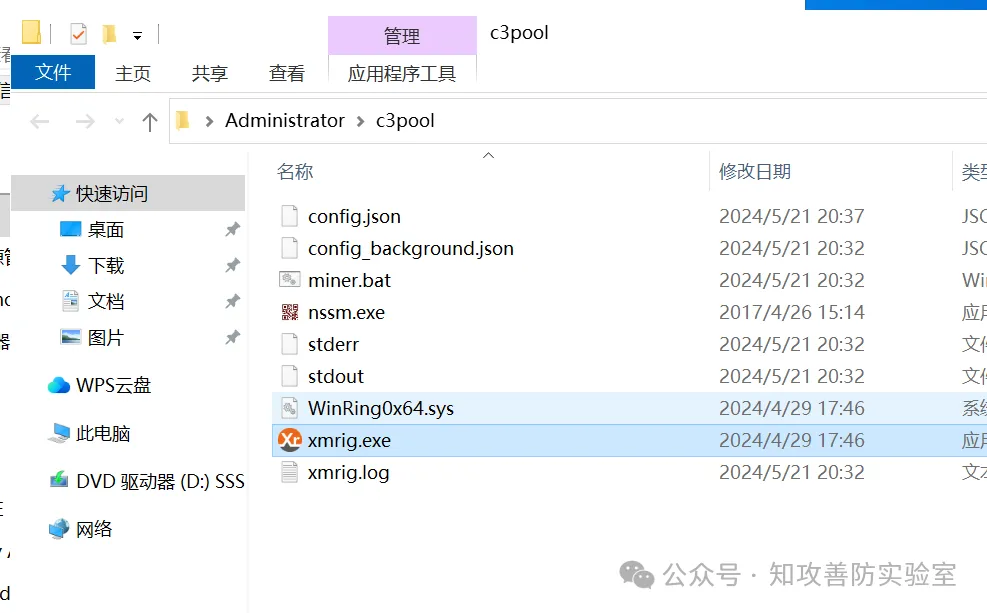 管理
c3pool
文件
主页
共享
查看
应用程序工具
Administrator
c3pool
名称
修改日期
快速访问
桌面
下载
文档
图片
WPS云盘
此电脑
DVD 驱动器 (D:) SSS
网络
config.json 2024/5/21 20:37 JSO
config_background.json 2024/5/21 20:32 JSO
miner.bat 2024/5/21 20:32 Win
nssm.exe 2017/4/26 15:14 应用
stderr 2024/5/21 20:32 文件
stdout 2024/5/21 20:32 文件
WinRing0x64.sys 2024/4/29 17:46 系统
xmrig.exe 2024/4/29 17:46 应用
xmrig.log 2024/5/21 20:32 文本
公众号 · 知攻善防实验室